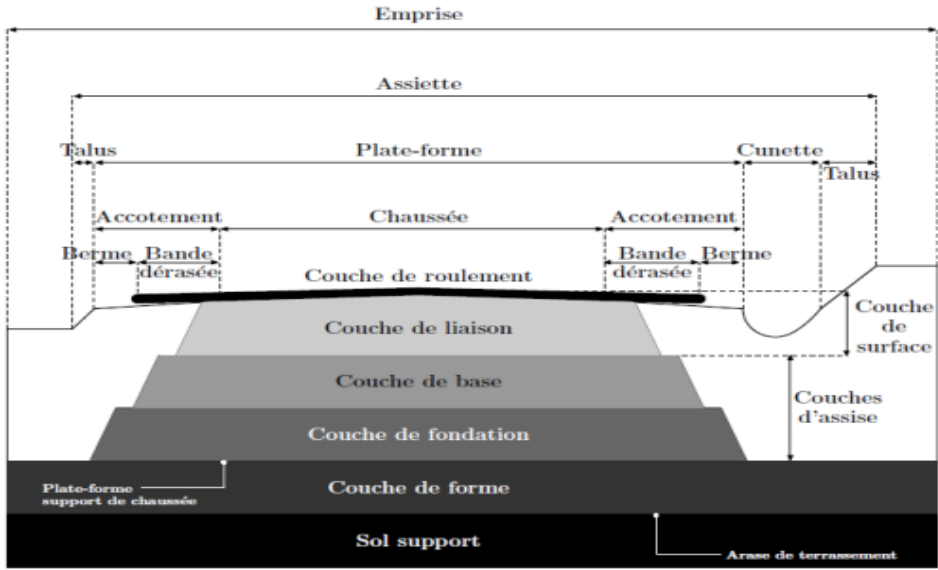 Emprise
Assiette
Talus
Plate-forme
Cunette
Talus
Accotement
Chaussée
Accotement
Berme
Bande
dérasée
Bande
dérasée
Berme
Couche de roulement
Couche
de
surface
Couche de liaison
Couche de base
Couches
d'assise
Couche de fondation
Plate-forme
support de chaussée
Couche de forme
Sol support
Arase de terrassement